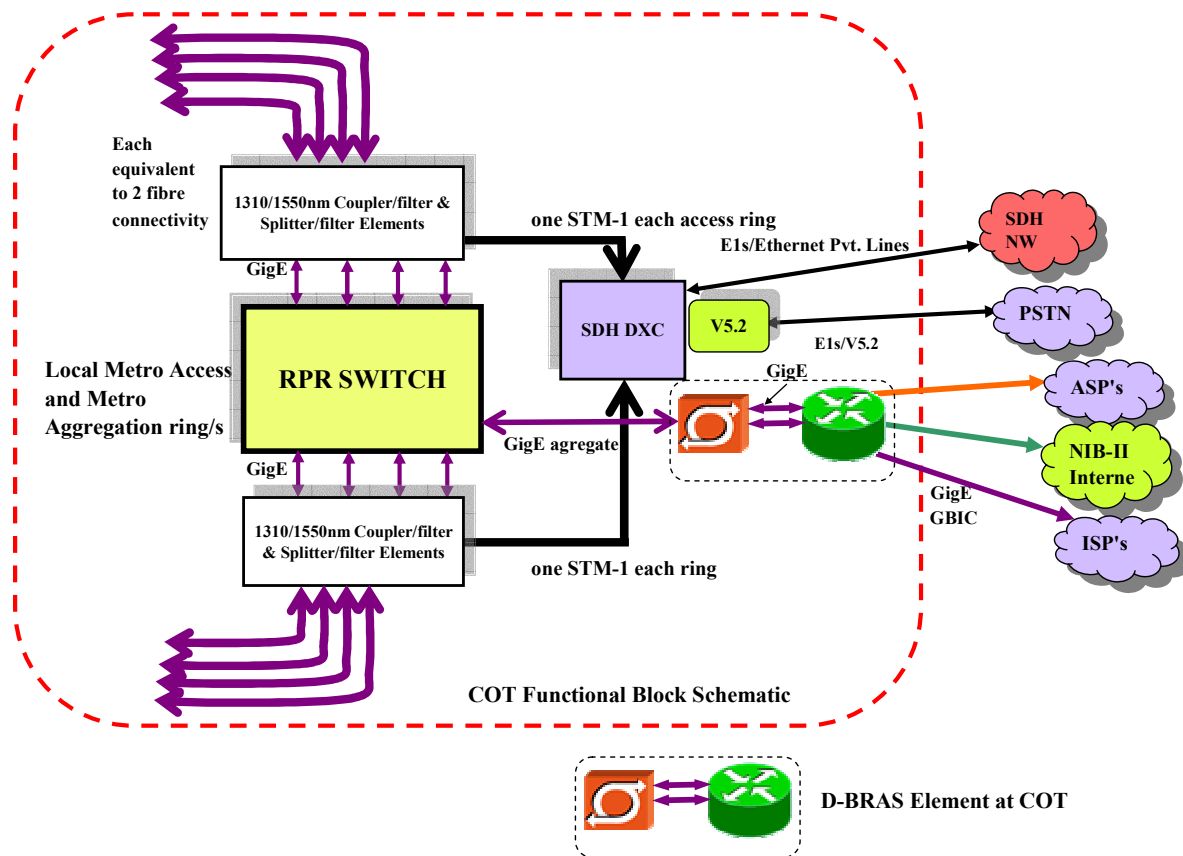 Each
equivalent
to 2 fibre
connectivity
1310/1550nm Coupler/filter &
Splitter/filter Elements
one STM-1 each access ring
E1s/Ethernet Pvt. Lines
SDH
NW
GigE
SDH DXC
V5.2
PSTN
E1s/V5.2
RPR SWITCH
Local Metro Access
and Metro
Aggregation ring/s
GigE
ASP's
GigE agregate
NIB-II
Interne
GigE
GigE
GBIC
1310/1550nm Coupler/filter
& Splitter/filter Elements
ISP's
one STM-1 each ring
COT Functional Block Schematic
D-BRAS Element at COT